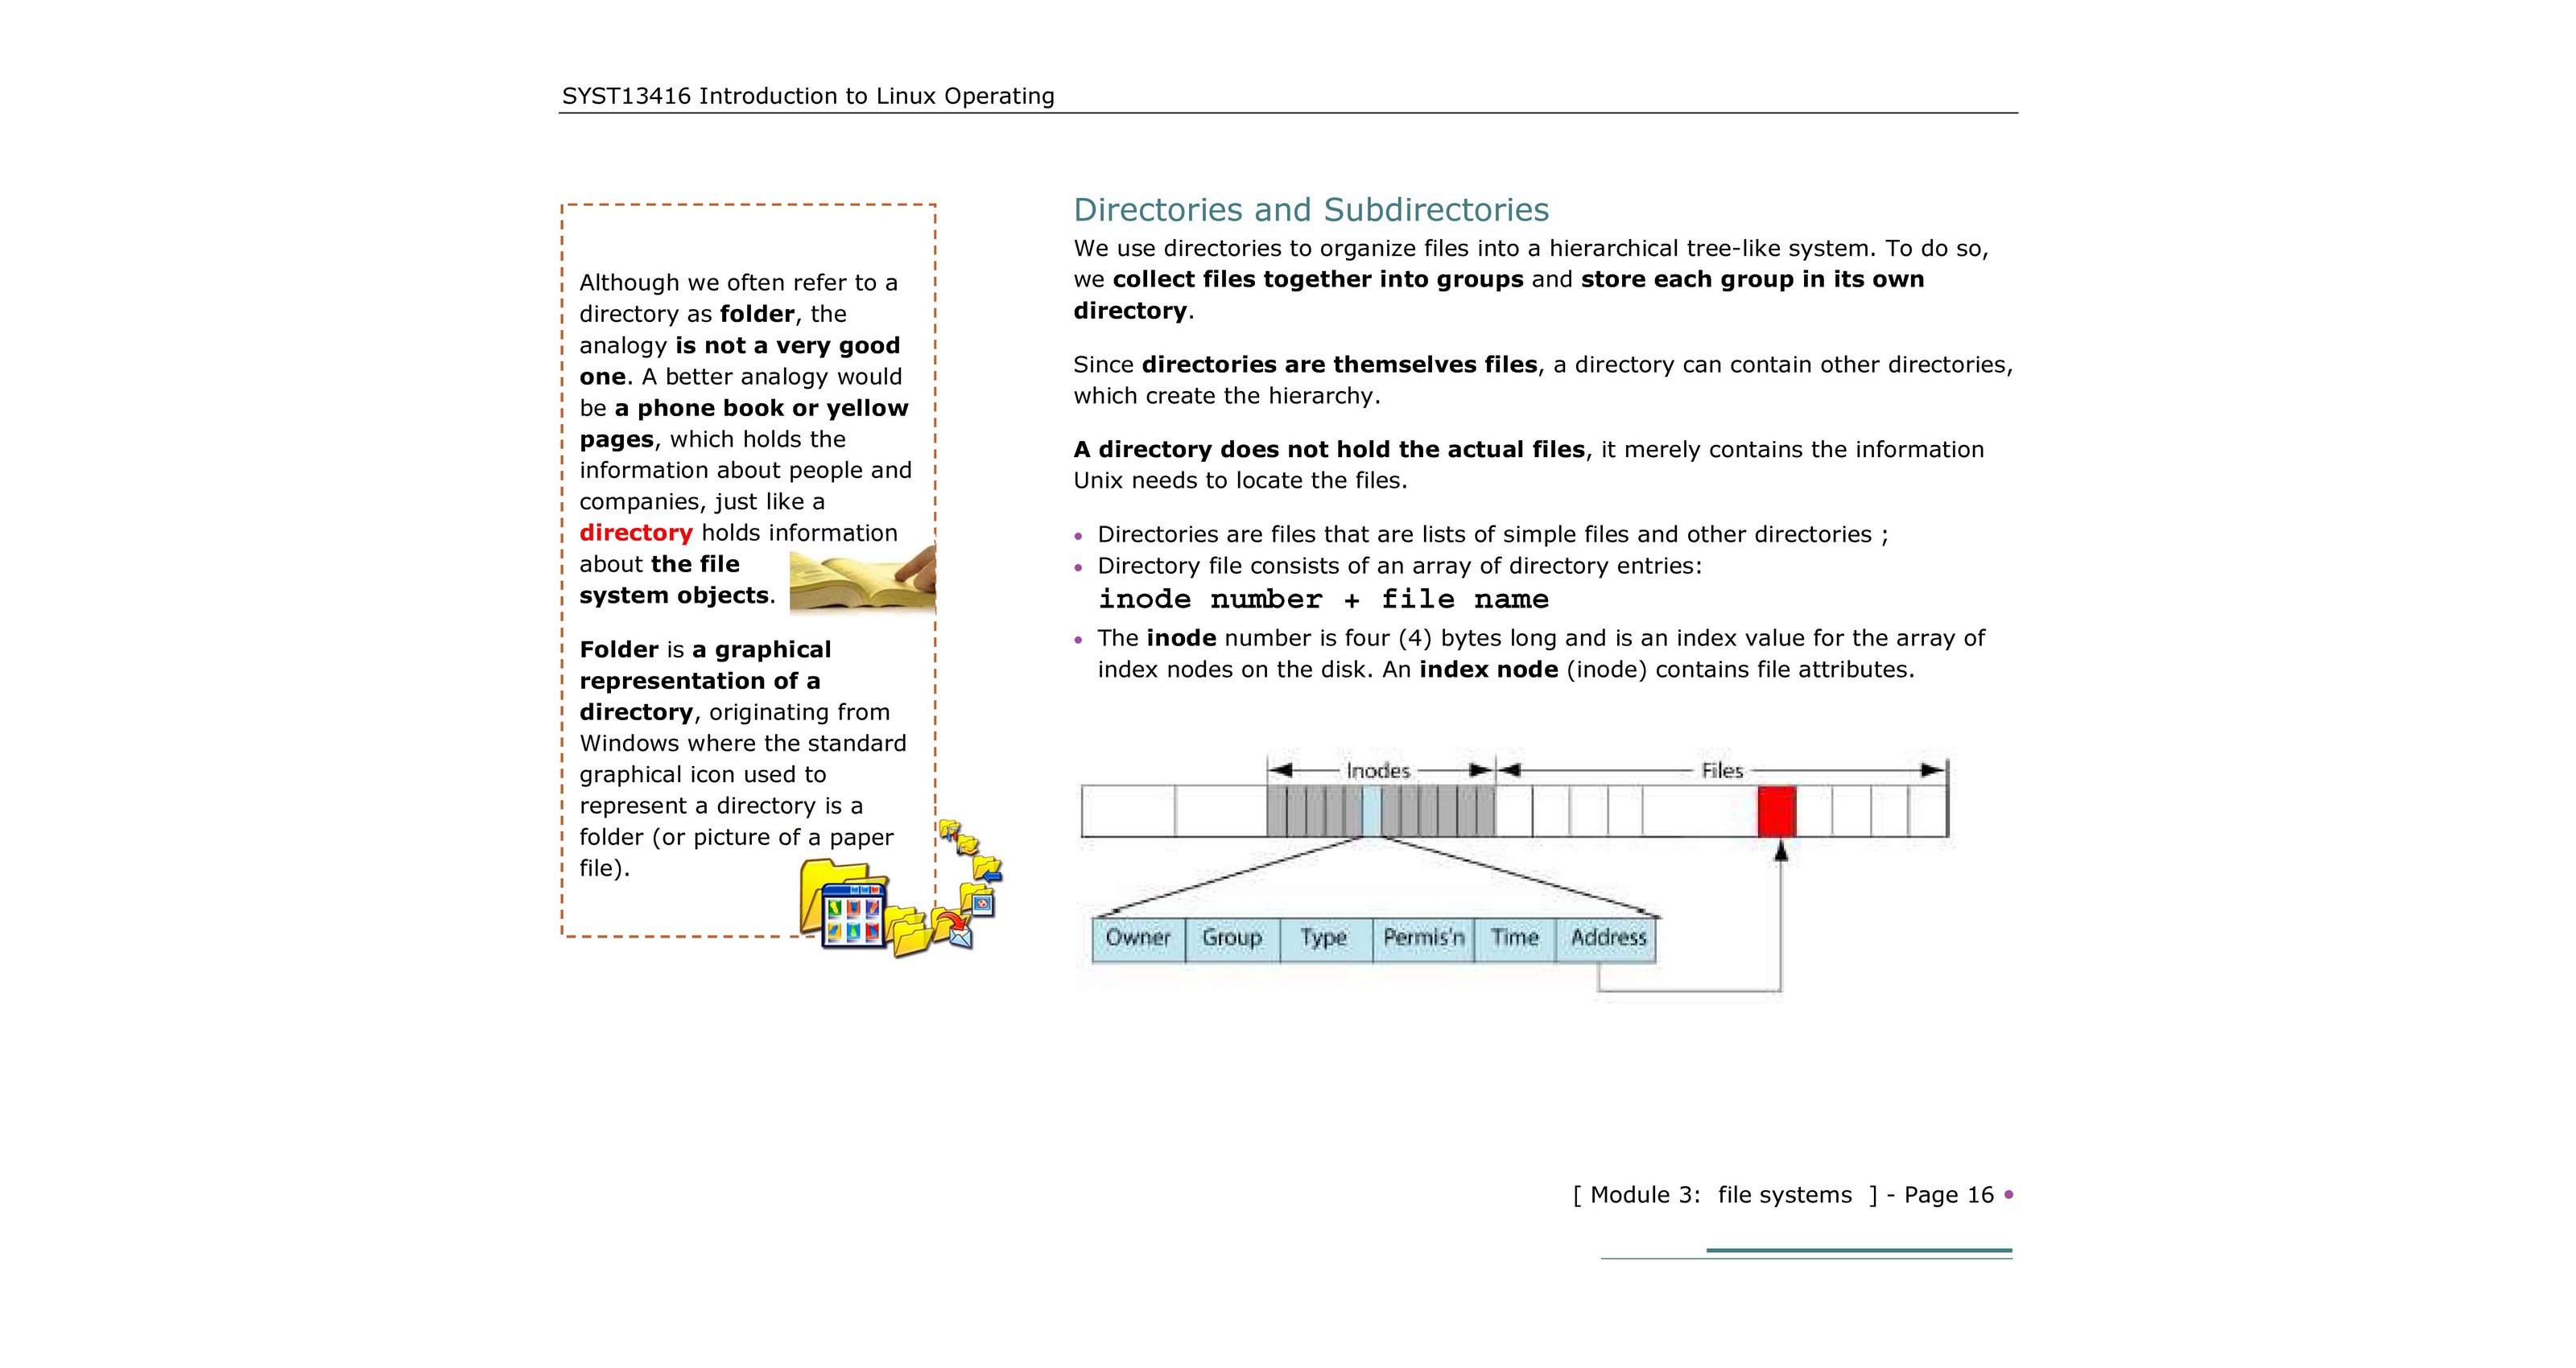 SYST13416 Introduction to Linux Operating
Although we often refer to a
directory as folder, the
analogy is not a very good
one. A better analogy would
be a phone book or yellow
pages, which holds the
information about people and
companies, just like a
directory holds information
about the file
system objects.
Folder is a graphical
representation of a
directory, originating from
Windows where the standard
graphical icon used to
represent a directory is a
folder (or picture of a paper
file).
Directories and Subdirectories
We use directories to organize files into a hierarchical tree-like system. To do so,
we collect files together into groups and store each group in its own
directory.
Since directories are themselves files, a directory can contain other directories,
which create the hierarchy.
A directory does not hold the actual files, it merely contains the information
Unix needs to locate the files.
• Directories are files that are lists of simple files and other directories ;
• Directory file consists of an array of directory entries:
inode number + file name
• The inode number is four (4) bytes long and is an index value for the array of
index nodes on the disk. An index node (inode) contains file attributes.
Inodes Files
Owner Group Type Permis'n Time Address
[ Module 3: file systems ] - Page 16 •